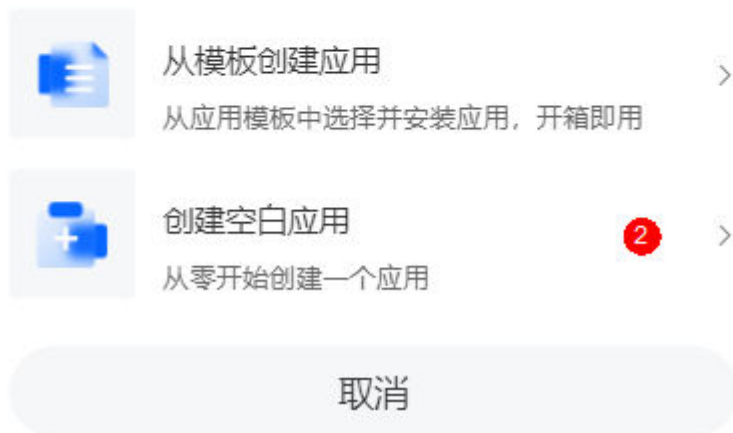 从模板创建应用
从应用模板中选择并安装应用，开箱即用
创建空白应用
2
从零开始创建一个应用
取消